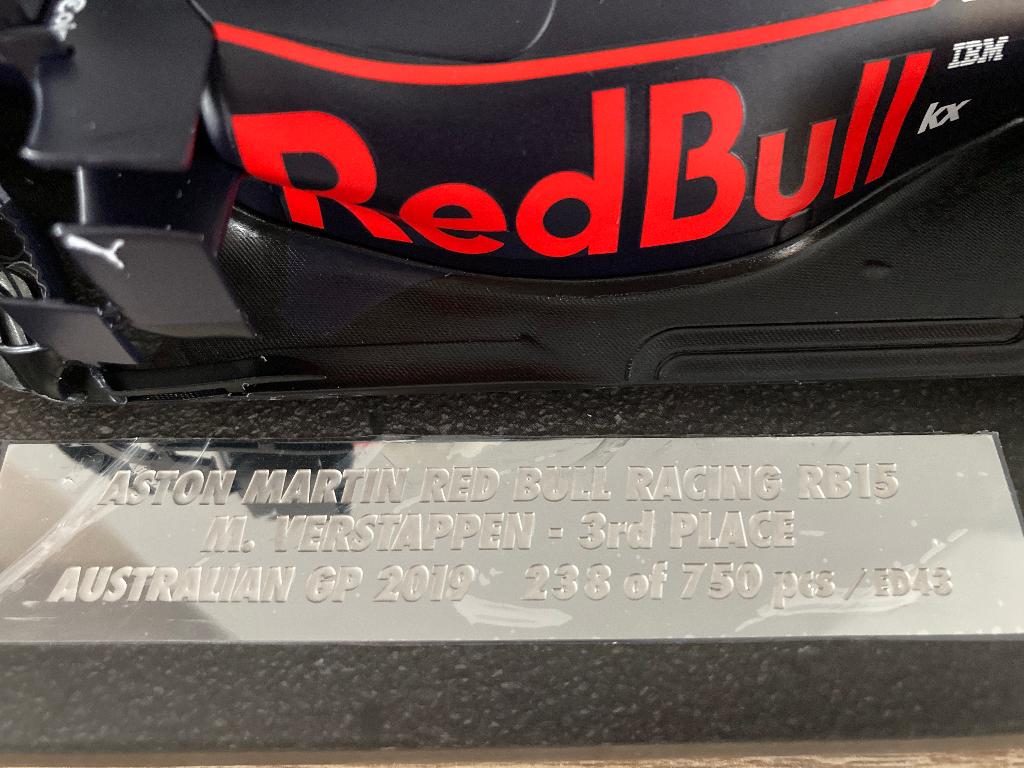 IBM
RedBull
kx
ASTON MARTIN RED BULL RACING RB15
M. VERSTAPPEN - 3rd PLACE
AUSTRALIAN GP 2019 238 of 750 pcs / ED43